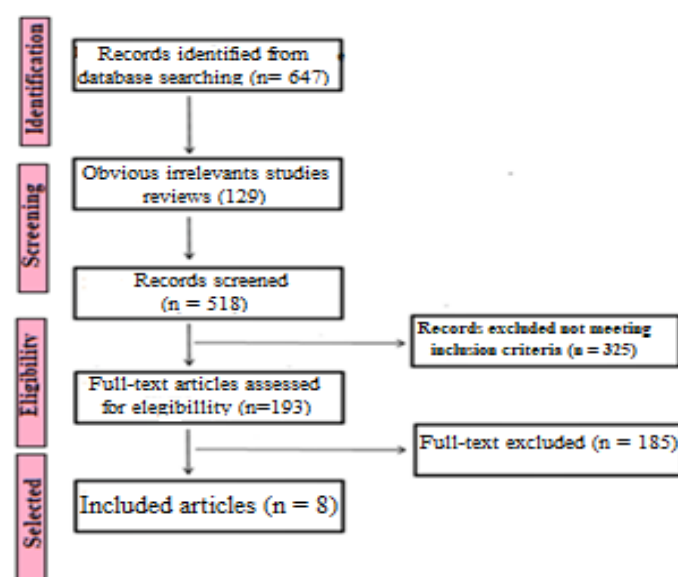 Identification
Records identified from
database searching (n= 647)
Screening
Obvious irrelevants studies
reviews (129)
Records screened
(n = 518)
Records excluded not meeting
inclusion criteria (n = 325)
Eligibility
Full-text articles assessed
for elegibillity (n=193)
Full-text excluded (n = 185)
Selected
Included articles (n = 8)